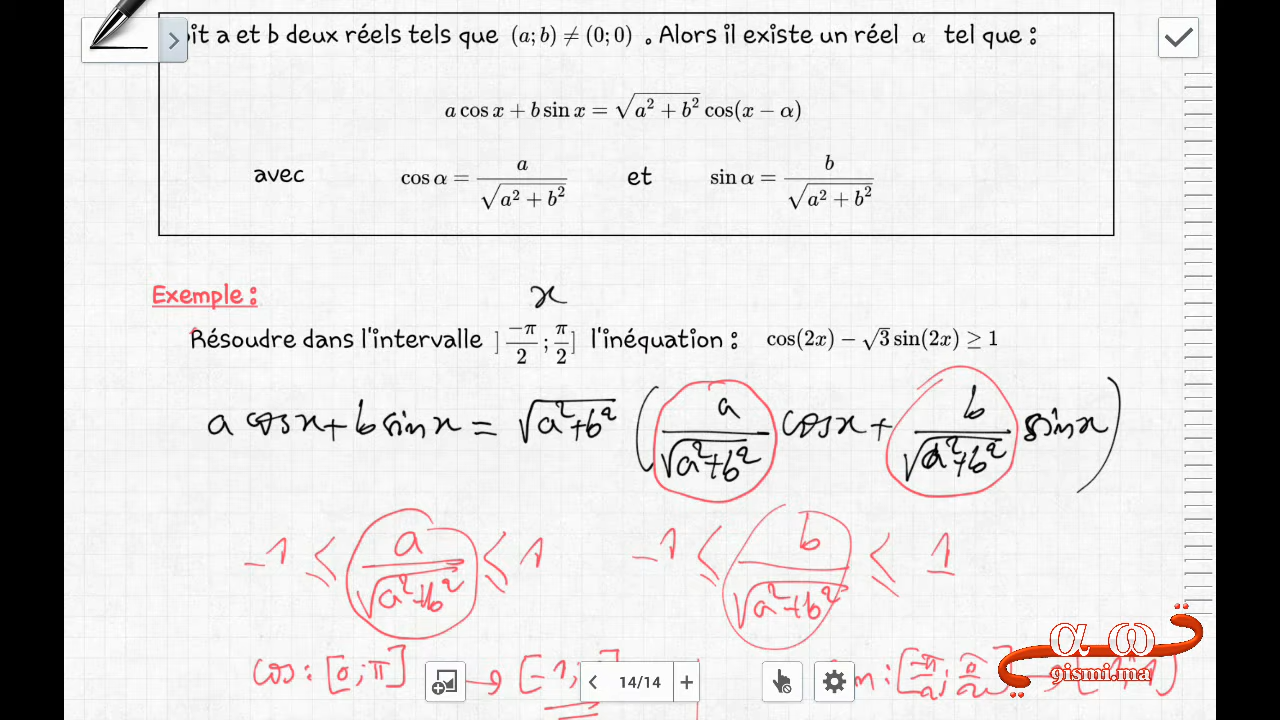 it a et b deux réels tels que (a; b) ≠ (0; 0) . Alors il existe un réel α tel que :
a cos x + b sin x = √(a² + b²) cos(x − α)
avec cos α = a / √(a² + b²) et sin α = b / √(a² + b²)
Exemple :
x
Résoudre dans l'intervalle ] −π/2 ; π/2 ] l'inéquation : cos(2x) − √3 sin(2x) ≥ 1
a cos x + b sin x = √(a²+b²) ( a / √(a²+b²) cos x + b / √(a²+b²) sin x )
−1 ≤ a / √(a²+b²) ≤ 1 −1 ≤ b / √(a²+b²) ≤ 1
cos : [0 ; π] → [−1;
14/14
α ω
gismi.ma